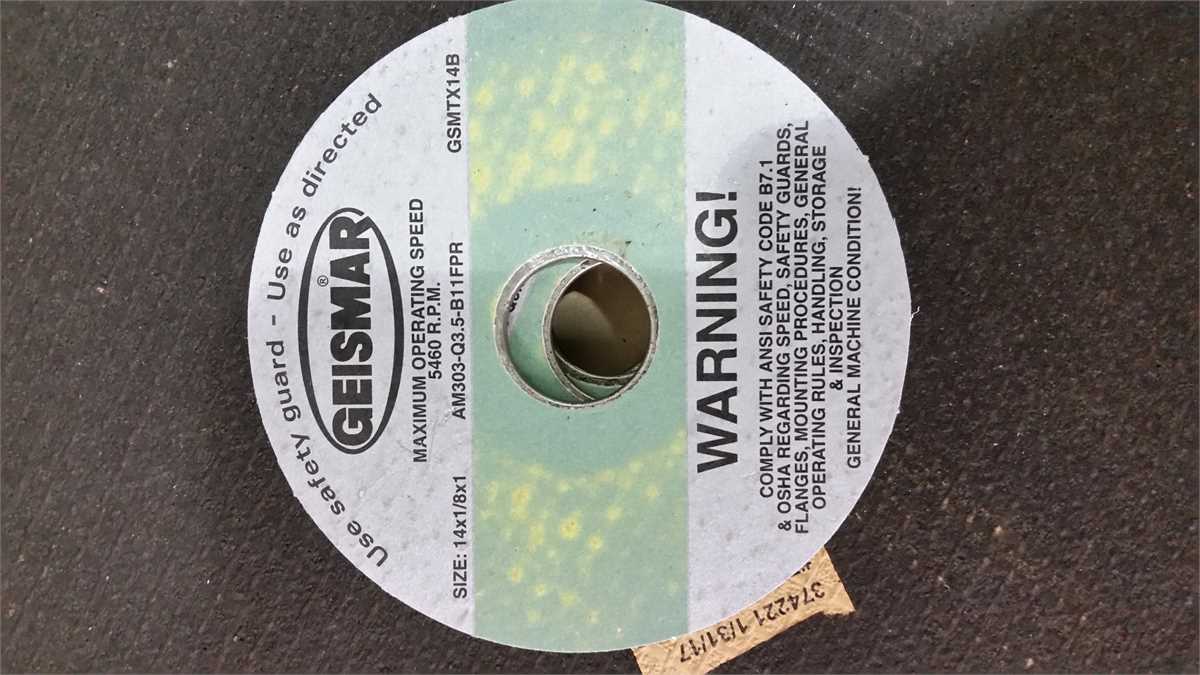 Use safety guard - Use as directed
GEISMAR®
MAXIMUM OPERATING SPEED
5460 R.P.M.
SIZE: 14x1/8x1 AM303-Q3.5-B11FPR GSMTX14B
WARNING!
COMPLY WITH ANSI SAFETY CODE B7.1
& OSHA REGARDING SPEED, SAFETY GUARDS,
FLANGES, MOUNTING PROCEDURES, GENERAL
OPERATING RULES, HANDLING, STORAGE
& INSPECTION
GENERAL MACHINE CONDITION!
374221 1/31/17